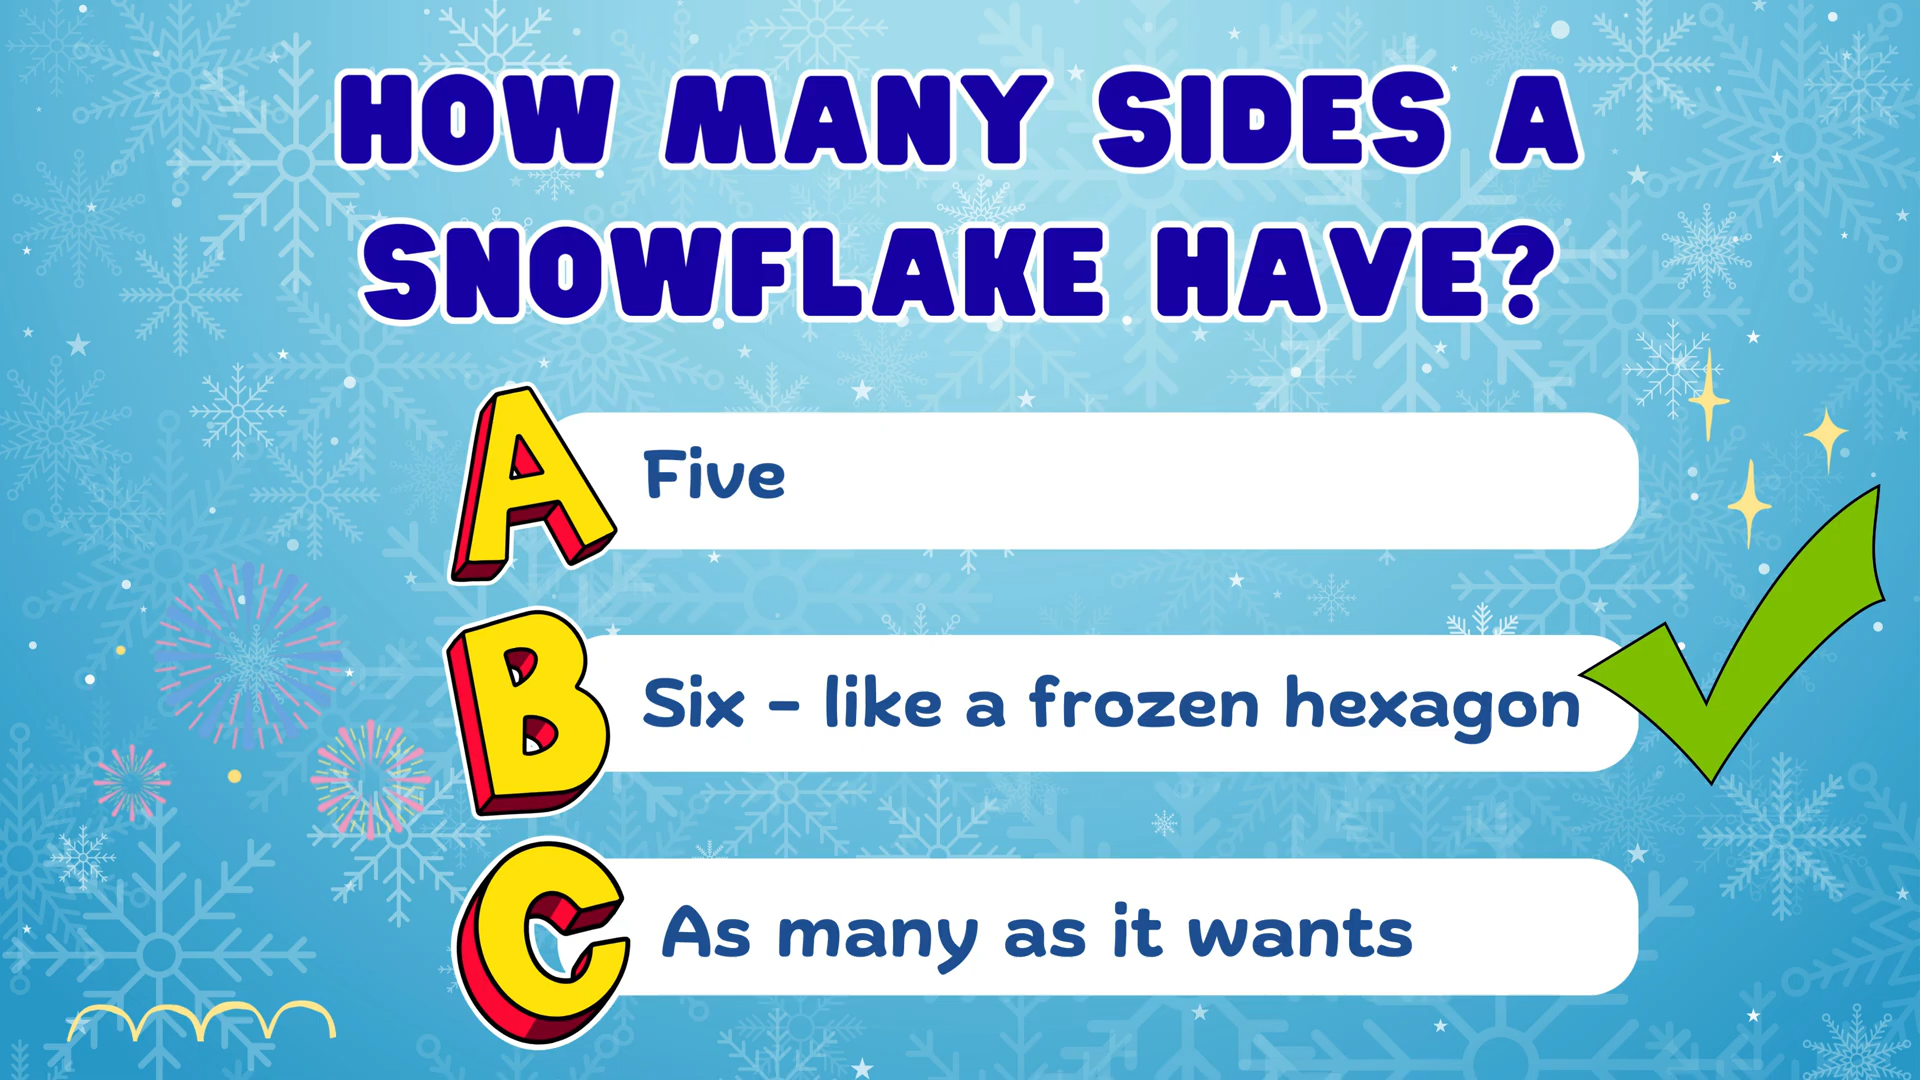 HOW MANY SIDES A
SNOWFLAKE HAVE?
A Five
B Six - like a frozen hexagon
C As many as it wants